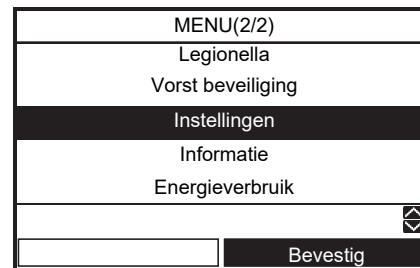 MENU(2/2)
Legionella
Vorst beveiliging
Instellingen
Informatie
Energieverbruik
Bevestig